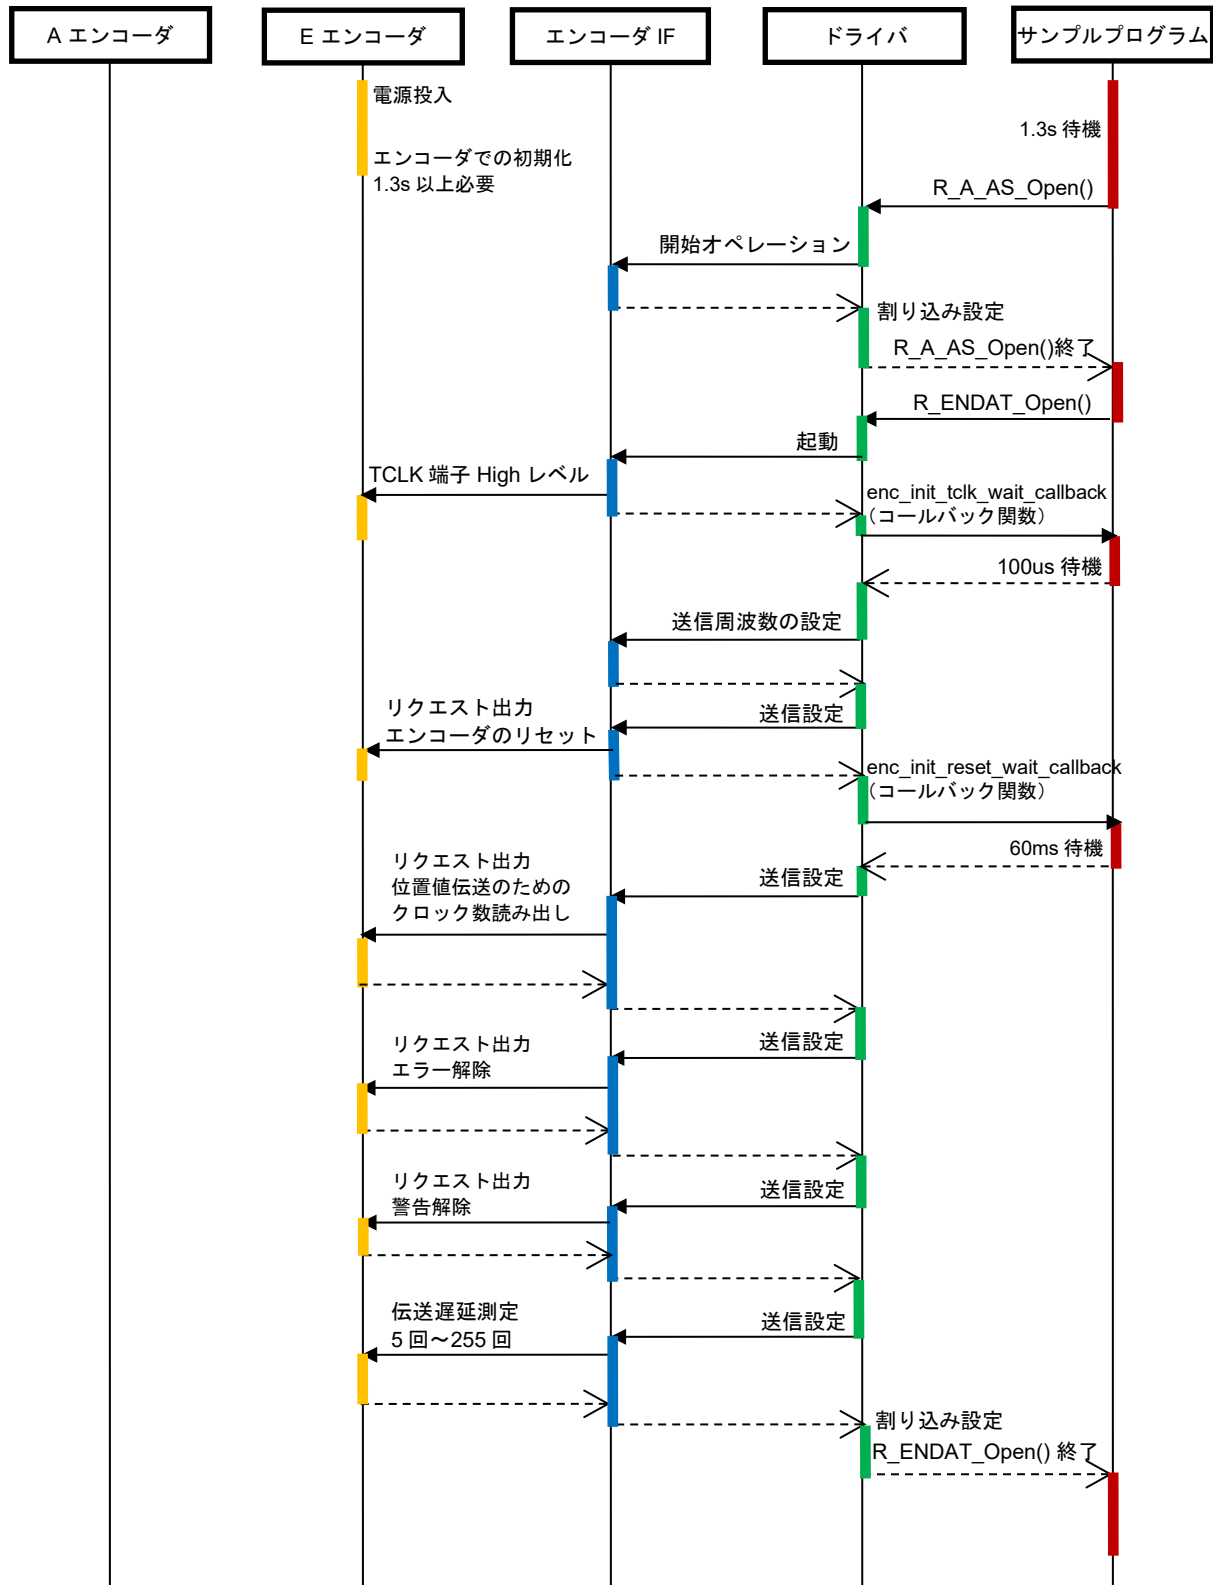 A エンコーダ
E エンコーダ
エンコーダ IF
ドライバ
サンプルプログラム
電源投入
1.3s 待機
エンコーダでの初期化
1.3s 以上必要
R_A_AS_Open()
開始オペレーション
割り込み設定
R_A_AS_Open()終了
R_ENDAT_Open()
起動
TCLK 端子 High レベル
enc_init_tclk_wait_callback
（コールバック関数）
100us 待機
送信周波数の設定
リクエスト出力
エンコーダのリセット
送信設定
enc_init_reset_wait_callback
（コールバック関数）
60ms 待機
リクエスト出力
位置値伝送のための
クロック数読み出し
送信設定
リクエスト出力
エラー解除
送信設定
リクエスト出力
警告解除
送信設定
伝送遅延測定
5 回～255 回
送信設定
割り込み設定
R_ENDAT_Open() 終了